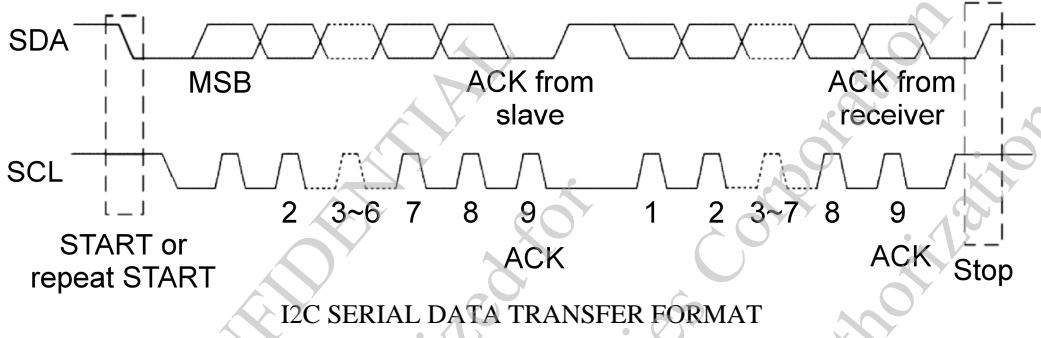 SDA
MSB
ACK from
slave
ACK from
receiver
SCL
2 3~6 7 8 9 1 2 3~7 8 9
START or
repeat START
ACK
ACK
Stop
I2C SERIAL DATA TRANSFER FORMAT